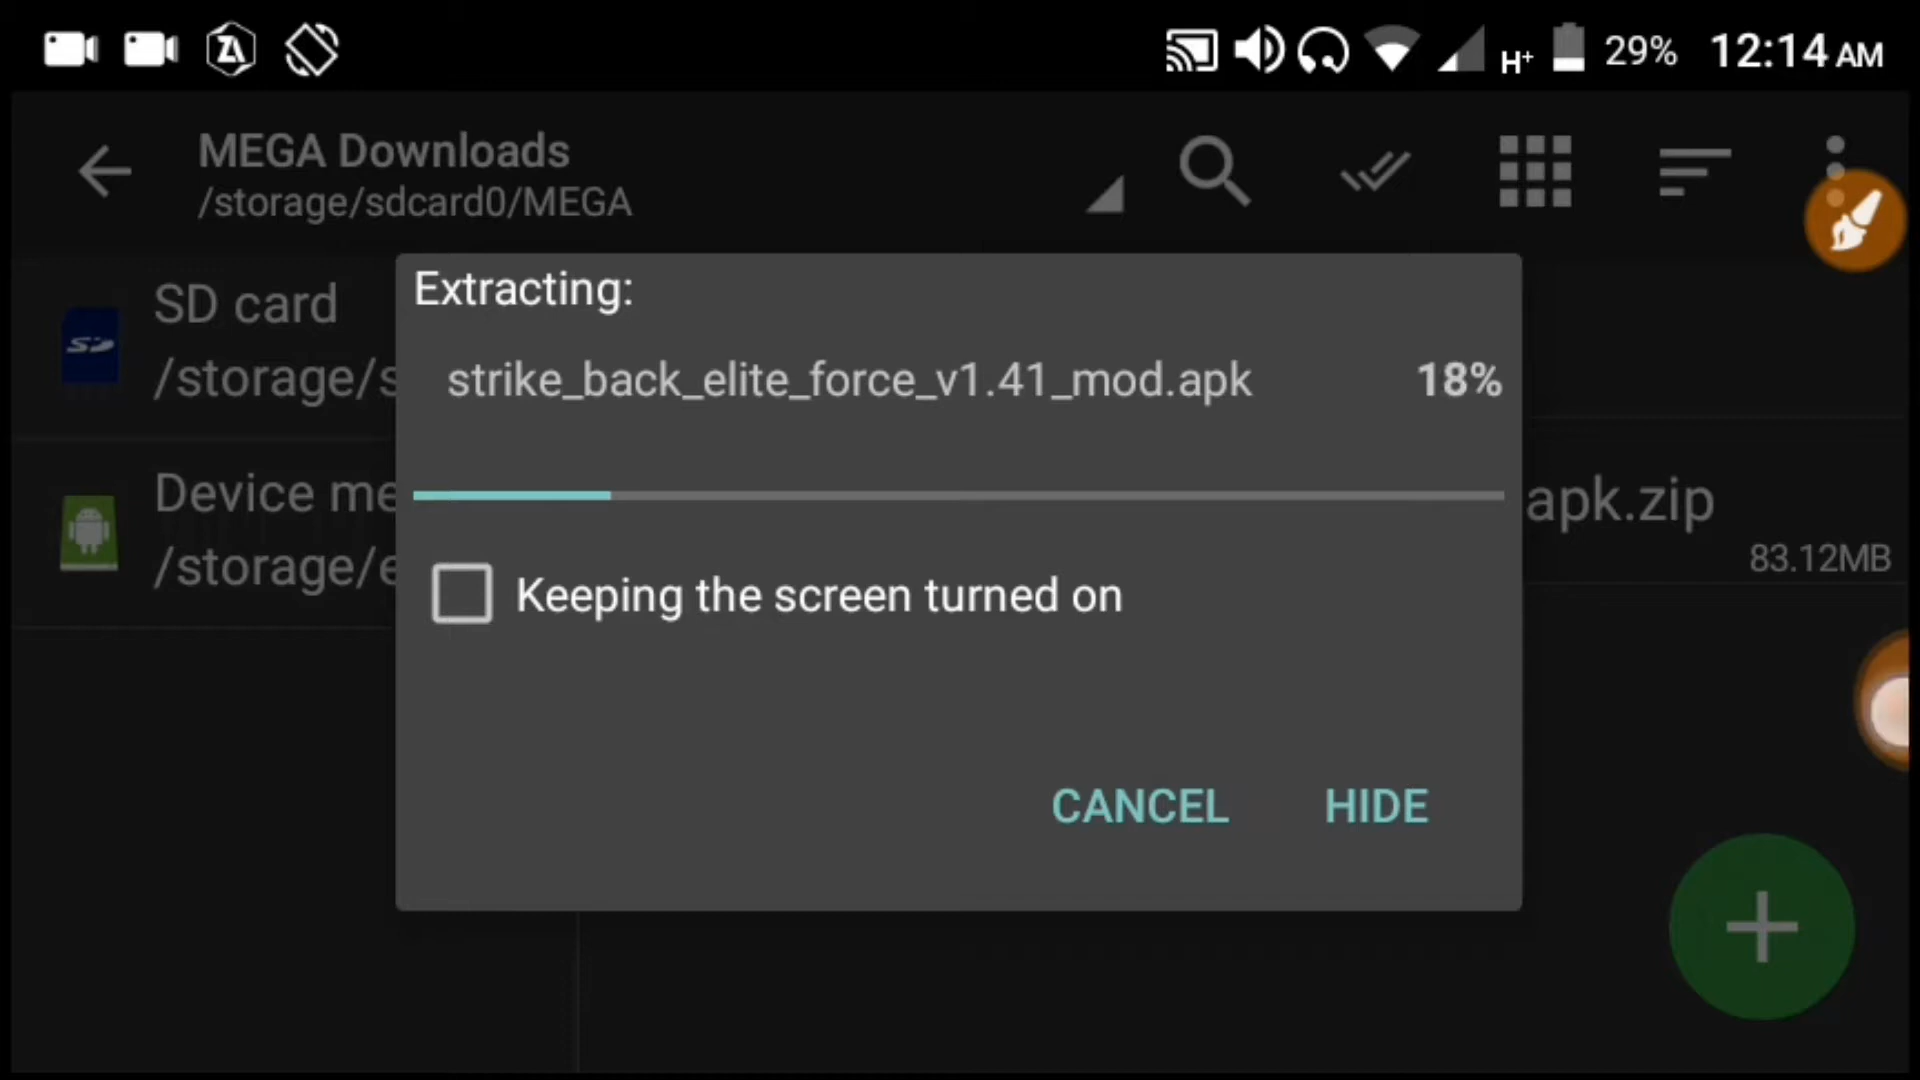 H+ 29% 12:14 AM
MEGA Downloads
/storage/sdcard0/MEGA
Extracting:
SD card
/storage/s
strike_back_elite_force_v1.41_mod.apk 18%
Device me
apk.zip
/storage/e
83.12MB
Keeping the screen turned on
CANCEL HIDE